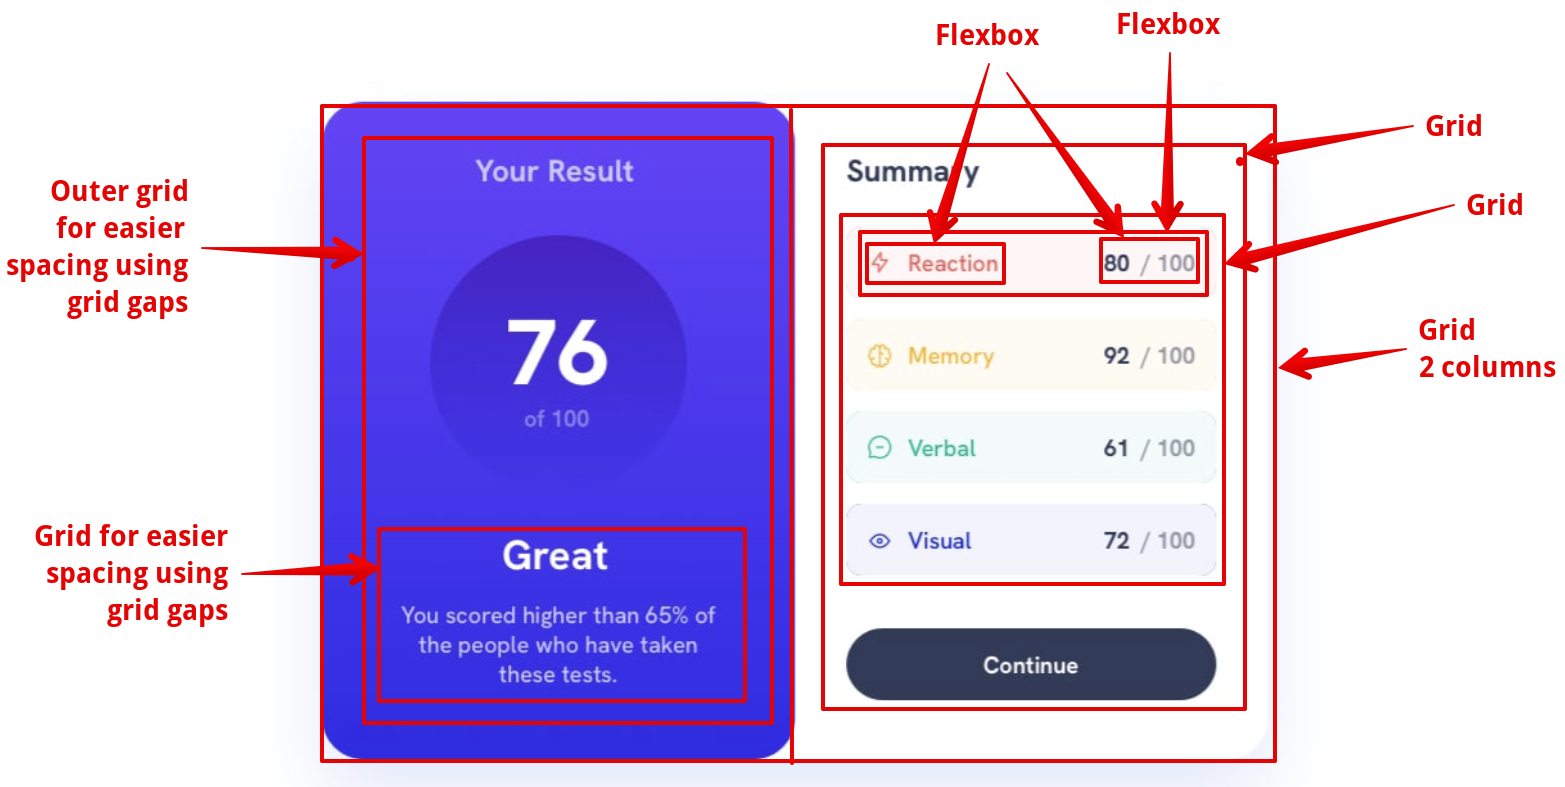 Flexbox
Flexbox
Grid
Grid
Grid
2 columns
Outer grid
for easier
spacing using
grid gaps
Grid for easier
spacing using
grid gaps
Your Result
76
of 100
Great
You scored higher than 65% of
the people who have taken
these tests.
Summary
Reaction 80 / 100
Memory 92 / 100
Verbal 61 / 100
Visual 72 / 100
Continue